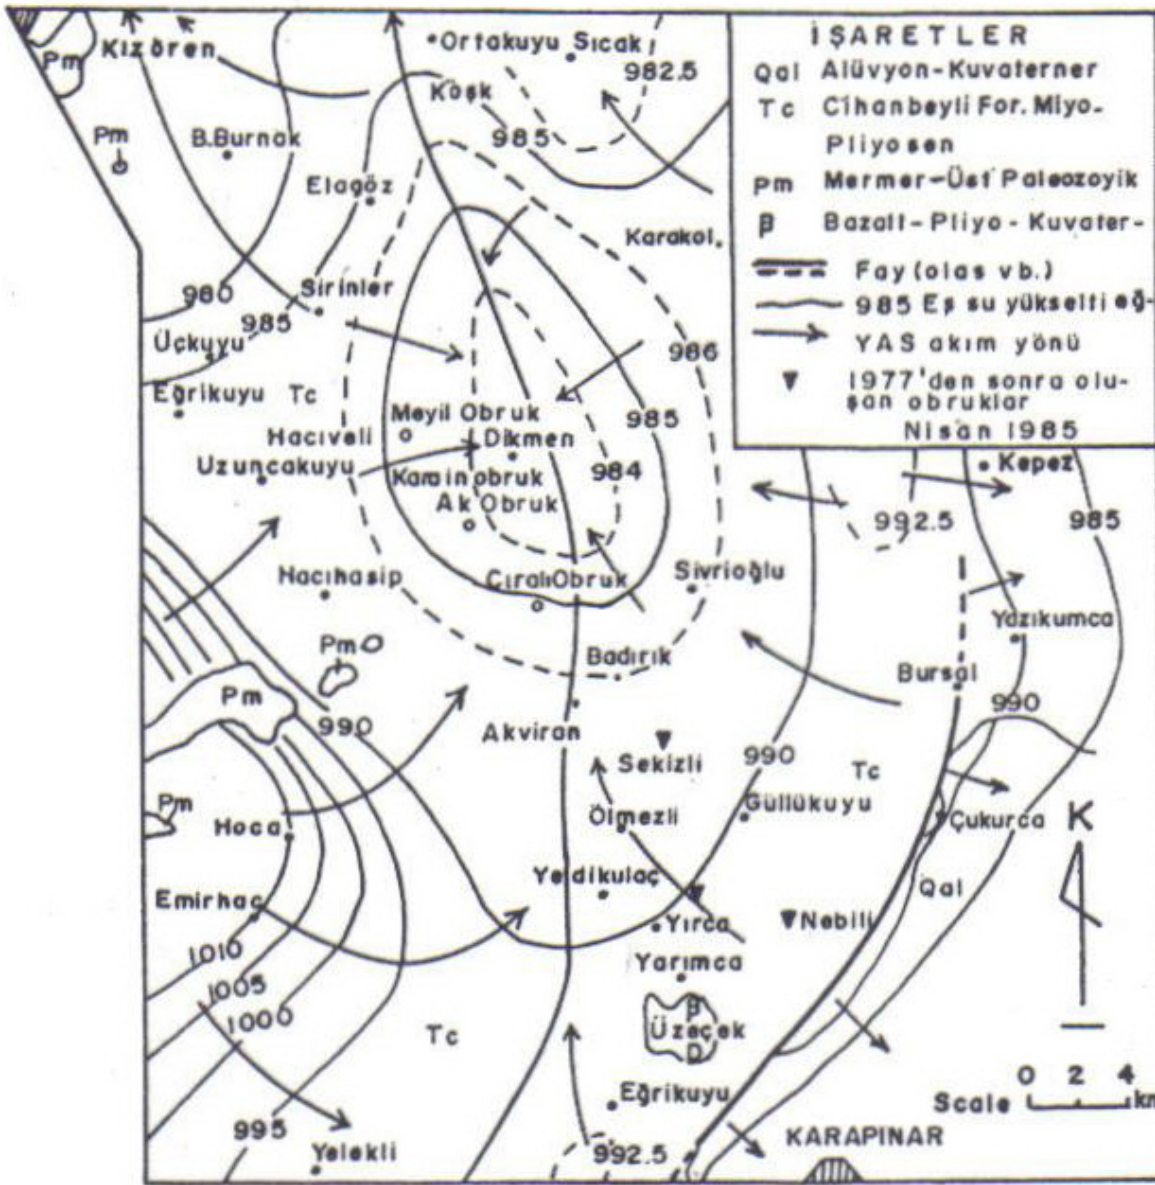 İŞARETLER
Qal Alüvyon-Kuvaterner
Tc Cihanbeyli For. Miyo-
Pliyosen
Pm Mermer-Üst Paleozoyik
β Bazalt-Pliyo-Kuvater-
Fay (olas vb.)
985 Eş su yükselti eğ-
YAS akım yönü
1977'den sonra olu-
şan obruklar
Nisan 1985
Pm
Kızören
Ortakuyu Sıcak
982.5
Köşk
985
Pm
B.Burnak
Elagöz
Karakol
980
Sirinler
985
Üçkuyu
986
Eğrikuyu
Tc
Meyil Obruk
985
Hacıveli
Dikmen
Uzuncakuyu
Karain obruk
984
Kepez
Ak Obruk
992.5
985
Hacıhasip
Çıralı Obruk
Sivrioğlu
Yazıkumca
Pm
Badırık
Bursal
Pm
990
990
Akviran
Sekizli
990
Tc
Pm
Hoca
Ölmezli
Güllükuyu
Çukurca
K
Yedikulaç
Qal
Emirhac
Yırca
Nebili
1010
Yarımca
1005
β
1000
Tc
Üzeçek
D
Eğrikuyu
0 2 4
Scale km
995
Yelekli
992.5
KARAPINAR